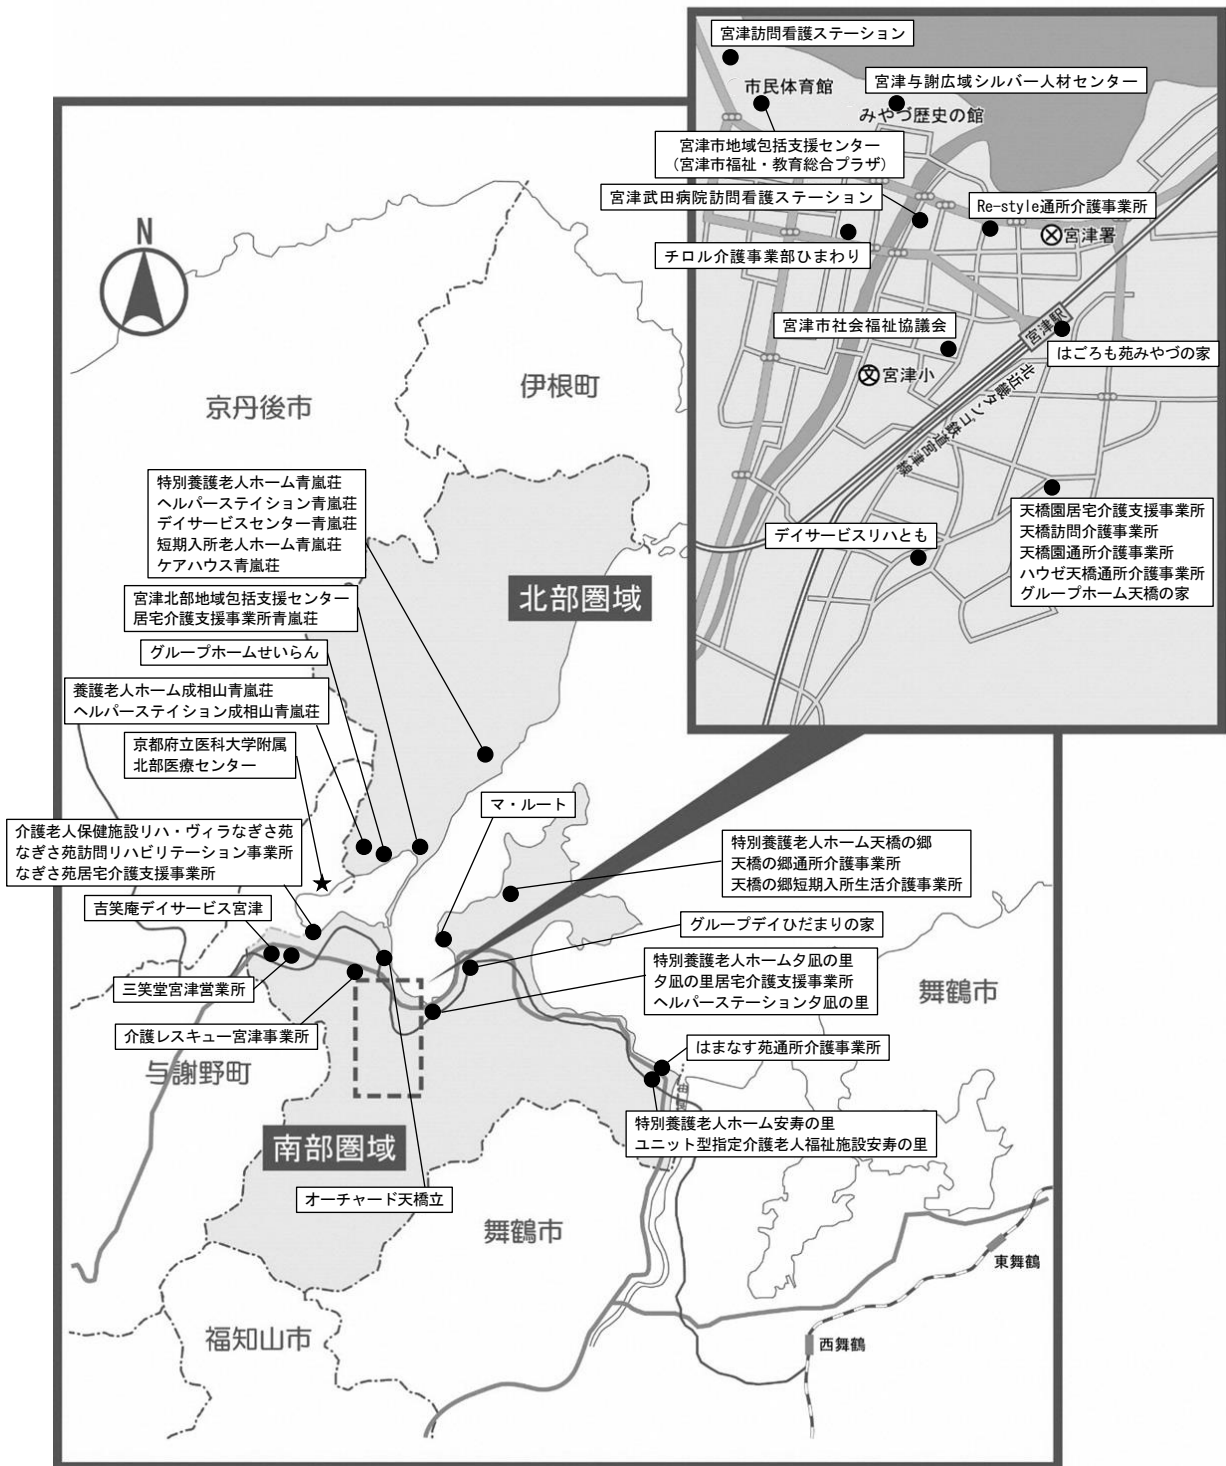 宮津訪問看護ステーション
市民体育館
宮津与謝広域シルバー人材センター
みやづ歴史の館
宮津市地域包括支援センター
(宮津市福祉・教育総合プラザ)
宮津武田病院訪問看護ステーション
Re-style通所介護事業所
宮津署
チロル介護事業部ひまわり
宮津市社会福祉協議会
宮津駅
はごろも苑みやづの家
文
宮津小
北近畿タンゴ鉄道宮津線
天橋園居宅介護支援事業所
天橋訪問介護事業所
天橋園通所介護事業所
ハウゼ天橋通所介護事業所
グループホーム天橋の家
デイサービスリハとも
N
京丹後市
伊根町
特別養護老人ホーム青嵐荘
ヘルパーステイション青嵐荘
デイサービスセンター青嵐荘
短期入所老人ホーム青嵐荘
ケアハウス青嵐荘
北部圏域
宮津北部地域包括支援センター
居宅介護支援事業所青嵐荘
グループホームせいらん
養護老人ホーム成相山青嵐荘
ヘルパーステイション成相山青嵐荘
京都府立医科大学附属
北部医療センター
マ・ルート
介護老人保健施設リハ・ヴィラなぎさ苑
なぎさ苑訪問リハビリテーション事業所
なぎさ苑居宅介護支援事業所
特別養護老人ホーム天橋の郷
天橋の郷通所介護事業所
天橋の郷短期入所生活介護事業所
吉笑庵デイサービス宮津
グループデイひだまりの家
特別養護老人ホーム夕凪の里
夕凪の里居宅介護支援事業所
ヘルパーステーション夕凪の里
三笑堂宮津営業所
舞鶴市
介護レスキュー宮津事業所
はまなす苑通所介護事業所
与謝野町
特別養護老人ホーム安寿の里
ユニット型指定介護老人福祉施設安寿の里
南部圏域
オーチャード天橋立
舞鶴市
東舞鶴
福知山市
西舞鶴